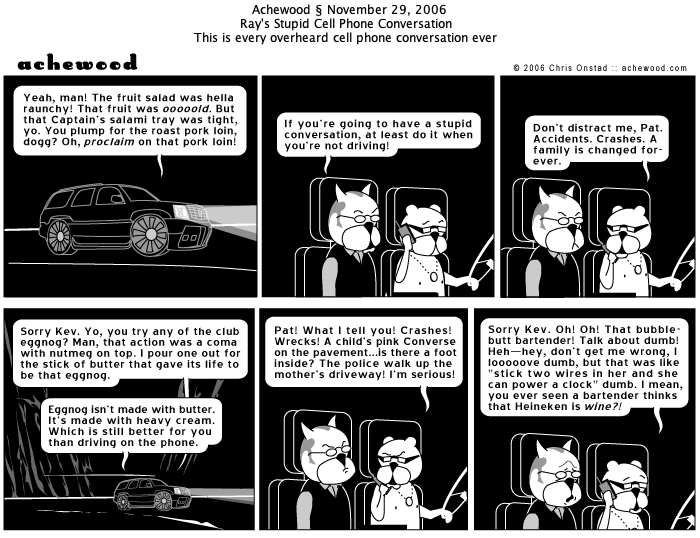 Achewood § November 29, 2006
Ray's Stupid Cell Phone Conversation
This is every overheard cell phone conversation ever
achewood
© 2006 Chris Onstad :: achewood.com
Yeah, man! The fruit salad was hella
raunchy! That fruit was ooooold. But
that Captain's salami tray was tight,
yo. You plump for the roast pork loin,
dogg? Oh, proclaim on that pork loin!
If you're going to have a stupid
conversation, at least do it when
you're not driving!
Don't distract me, Pat.
Accidents. Crashes. A
family is changed for-
ever.
Sorry Kev. Yo, you try any of the club
eggnog? Man, that action was a coma
with nutmeg on top. I pour one out for
the stick of butter that gave its life to
be that eggnog.
Eggnog isn't made with butter.
It's made with heavy cream.
Which is still better for you
than driving on the phone.
Pat! What I tell you! Crashes!
Wrecks! A child's pink Converse
on the pavement...is there a foot
inside? The police walk up the
mother's driveway! I'm serious!
Sorry Kev. Oh! Oh! That bubble-
butt bartender! Talk about dumb!
Heh—hey, don't get me wrong, I
looooove dumb, but that was like
"stick two wires in her and she
can power a clock" dumb. I mean,
you ever seen a bartender thinks
that Heineken is wine?!